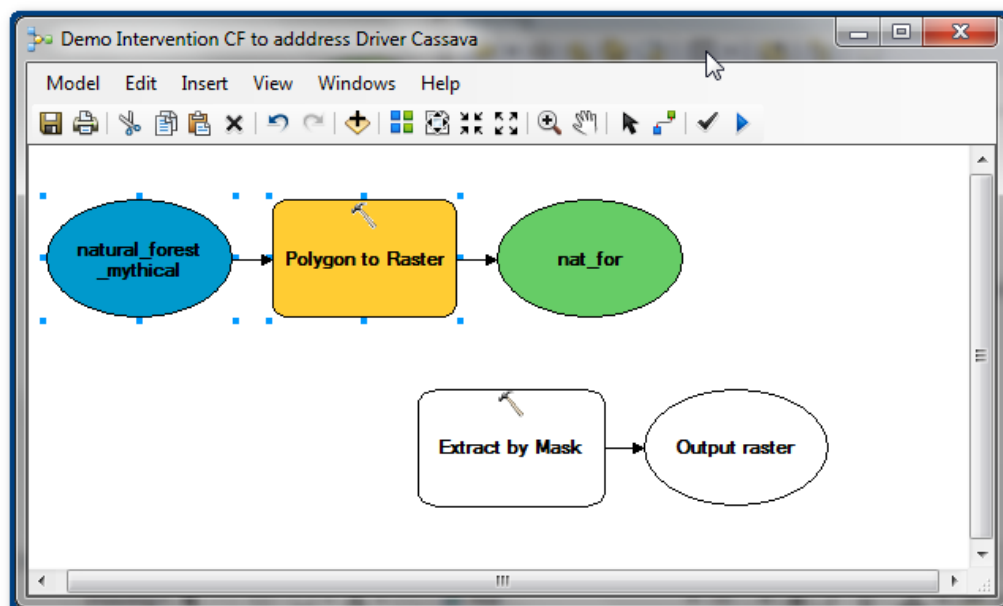 Demo Intervention CF to adddress Driver Cassava
Model Edit Insert View Windows Help
natural_forest
_mythical
Polygon to Raster
nat_for
Extract by Mask
Output raster